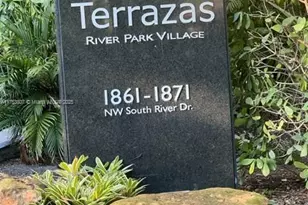 Terrazas
RIVER PARK VILLAGE
1861-1871
NW South River Dr.